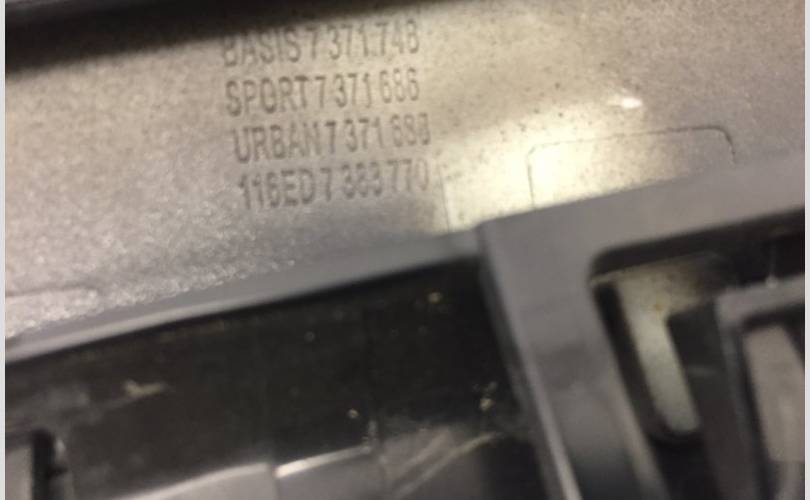 BASIS 7 371.748
SPORT 7 371 686
URBAN 7 371 688
116ED 7 383 770